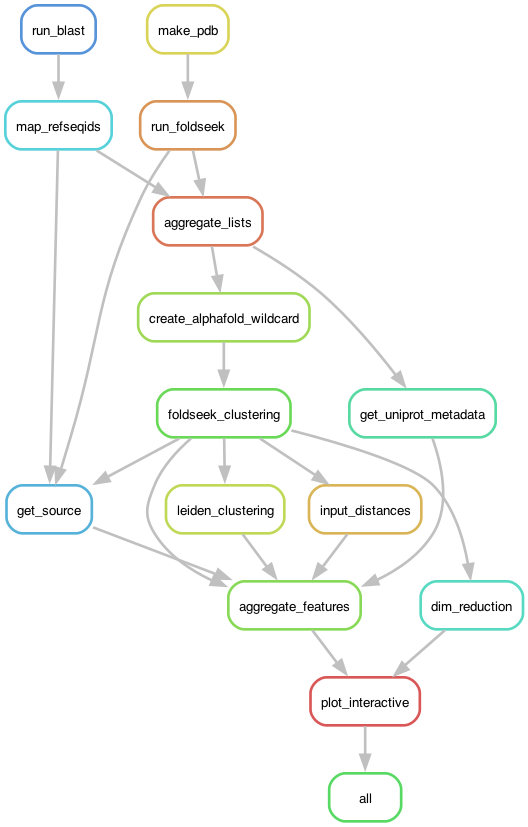 run_blast
make_pdb
map_refseqids
run_foldseek
aggregate_lists
create_alphafold_wildcard
foldseek_clustering
get_uniprot_metadata
get_source
leiden_clustering
input_distances
aggregate_features
dim_reduction
plot_interactive
all